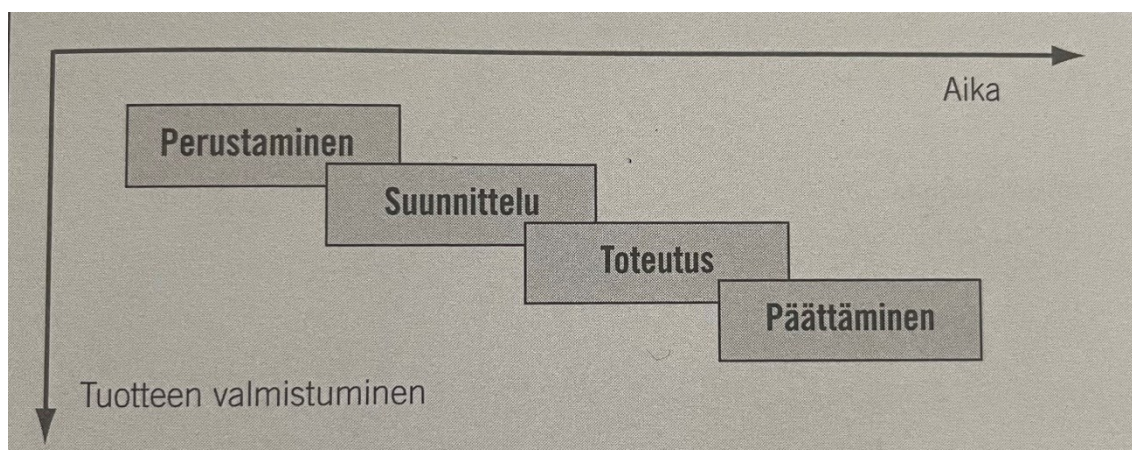 Aika
Perustaminen
Suunnittelu
Toteutus
Päättäminen
Tuotteen valmistuminen